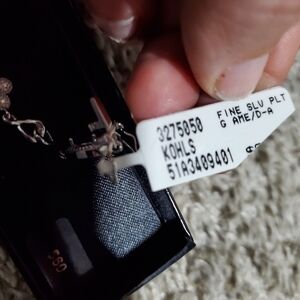 FINE SLV PLT
G AME/D-A
3275050
KOHLS
51A3409401